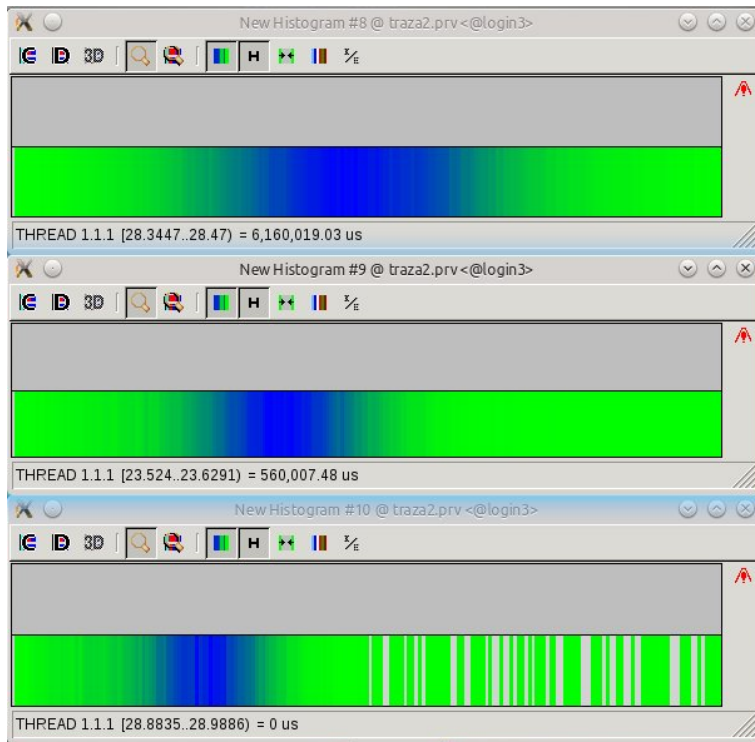 New Histogram #8 @ traza2.prv <@login3>
3D
H
Σ/E
THREAD 1.1.1 [28.3447..28.47) = 6,160,019.03 us
New Histogram #9 @ traza2.prv <@login3>
3D
H
Σ/E
THREAD 1.1.1 [23.524..23.6291) = 560,007.48 us
New Histogram #10 @ traza2.prv <@login3>
3D
H
Σ/E
THREAD 1.1.1 [28.8835..28.9886) = 0 us